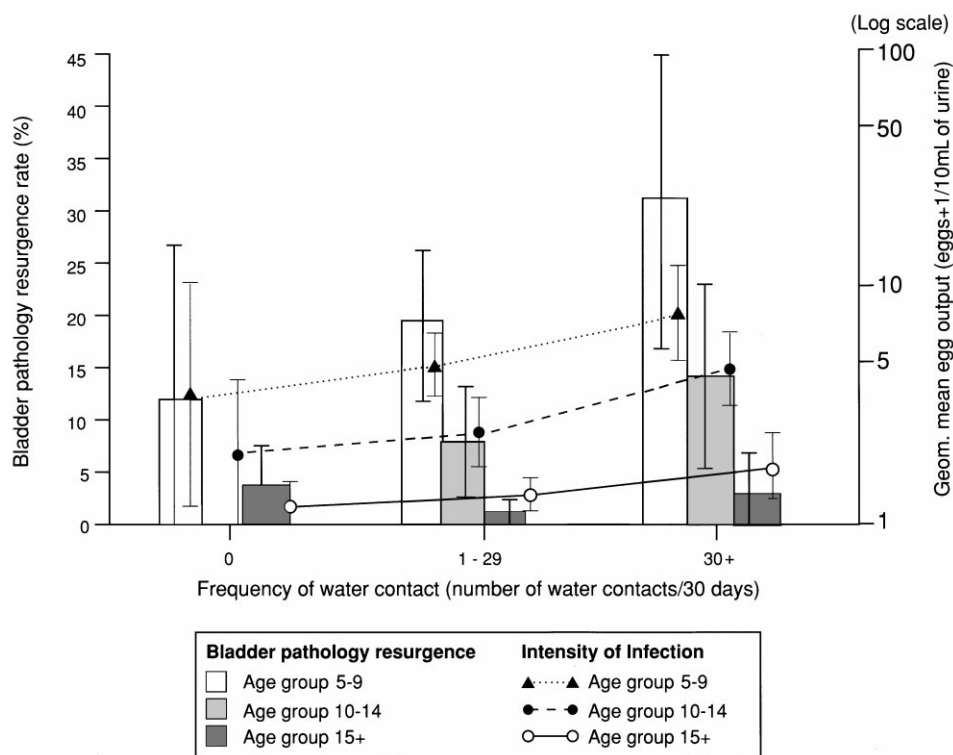 (Log scale)
Bladder pathology resurgence rate (%)
45
40
35
30
25
20
15
10
5
0
100
50
10
5
1
Geom. mean egg output (eggs+1/10mL of urine)
0
1 - 29
30+
Frequency of water contact (number of water contacts/30 days)
Bladder pathology resurgence
Age group 5-9
Age group 10-14
Age group 15+
Intensity of Infection
Age group 5-9
Age group 10-14
Age group 15+